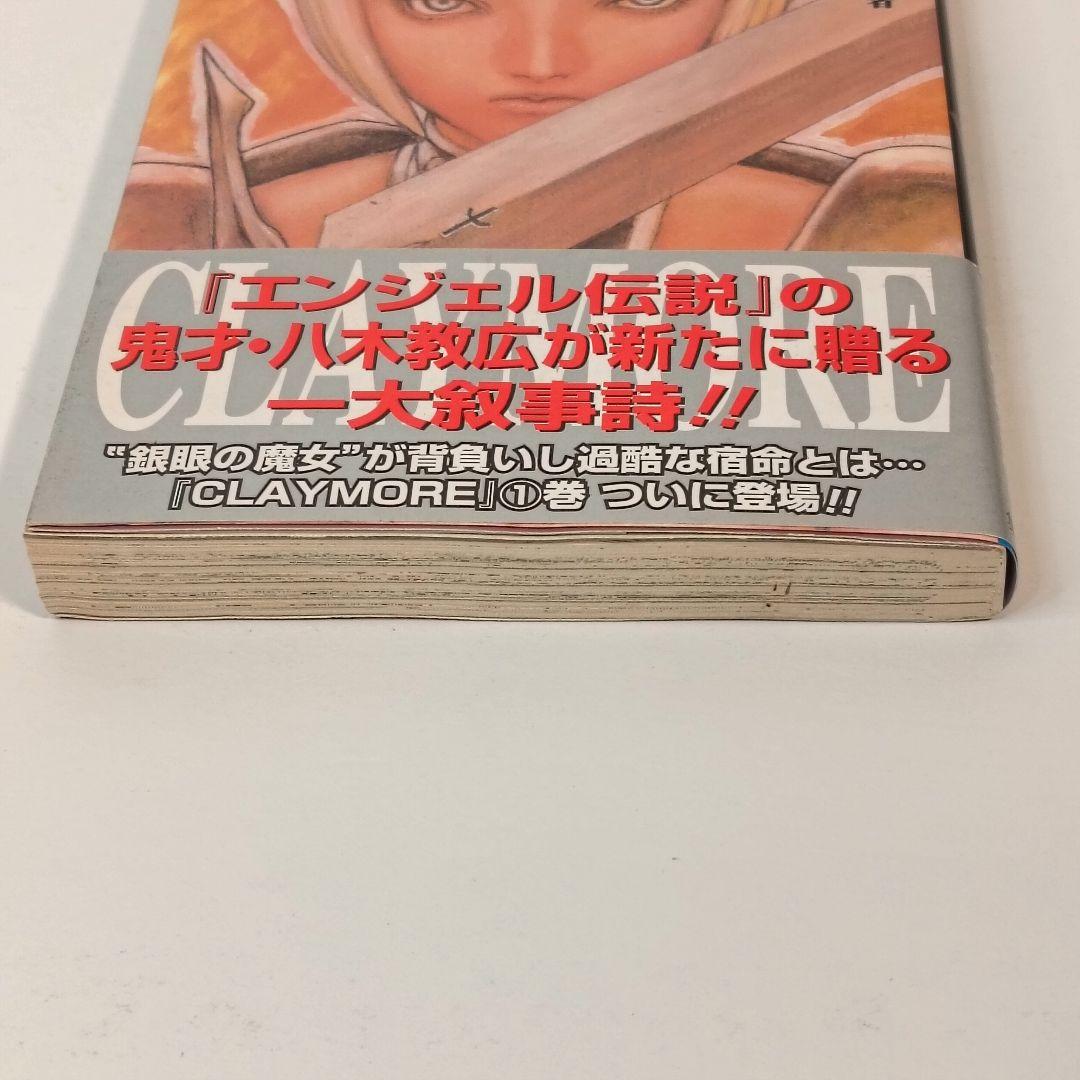 者
CLAYMORE
『エンジェル伝説』の
鬼才・八木教広が新たに贈る
一大叙事詩!!
“銀眼の魔女”が背負いし過酷な宿命とは…
『CLAYMORE』①巻 ついに登場!!